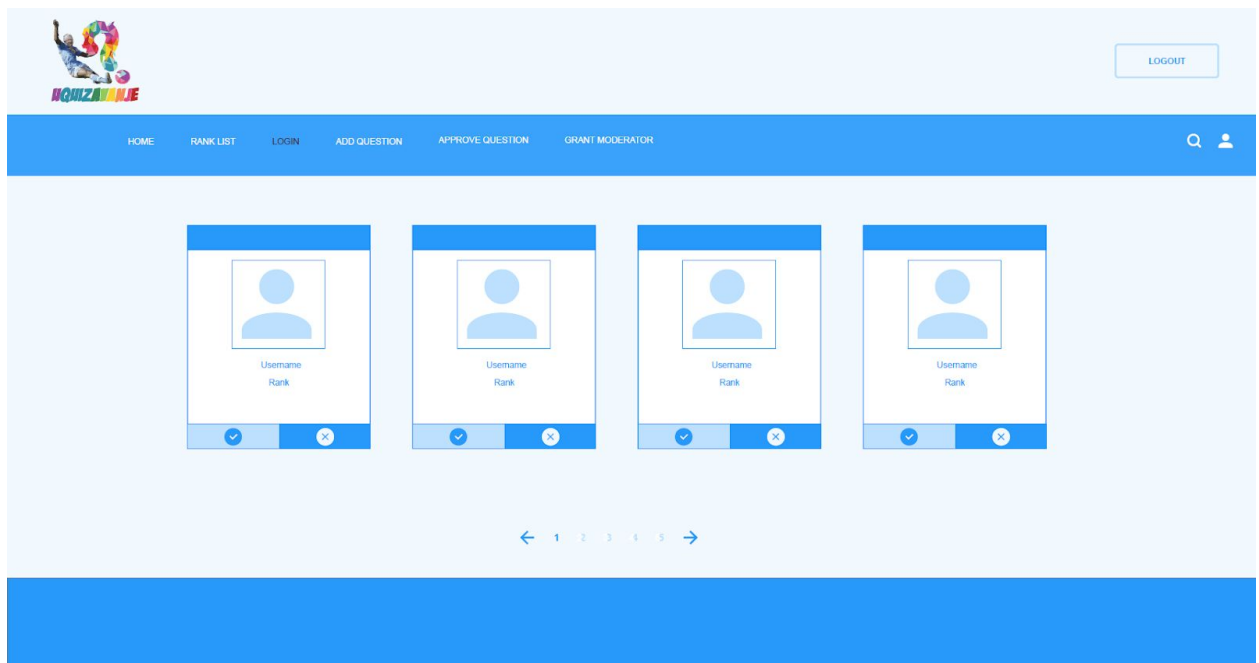 UQUIZAVANJE
LOGOUT
HOME RANK LIST LOGIN ADD QUESTION APPROVE QUESTION GRANT MODERATOR
Username Username Username Username
Rank Rank Rank Rank
1 2 3 4 5